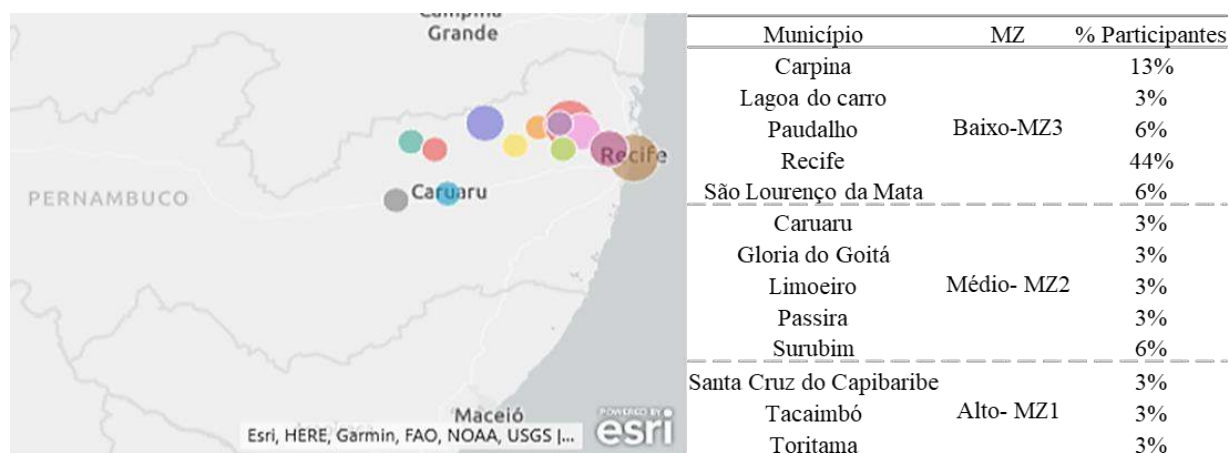 Campina
Grande
PERNAMBUCO
Caruaru
Recife
Maceió
Esri, HERE, Garmin, FAO, NOAA, USGS |...
POWERED BY
esri
Município MZ % Participantes
Carpina 13%
Lagoa do carro 3%
Paudalho Baixo-MZ3 6%
Recife 44%
São Lourenço da Mata 6%
Caruaru 3%
Gloria do Goitá 3%
Limoeiro Médio- MZ2 3%
Passira 3%
Surubim 6%
Santa Cruz do Capibaribe 3%
Tacaimbó Alto- MZ1 3%
Toritama 3%